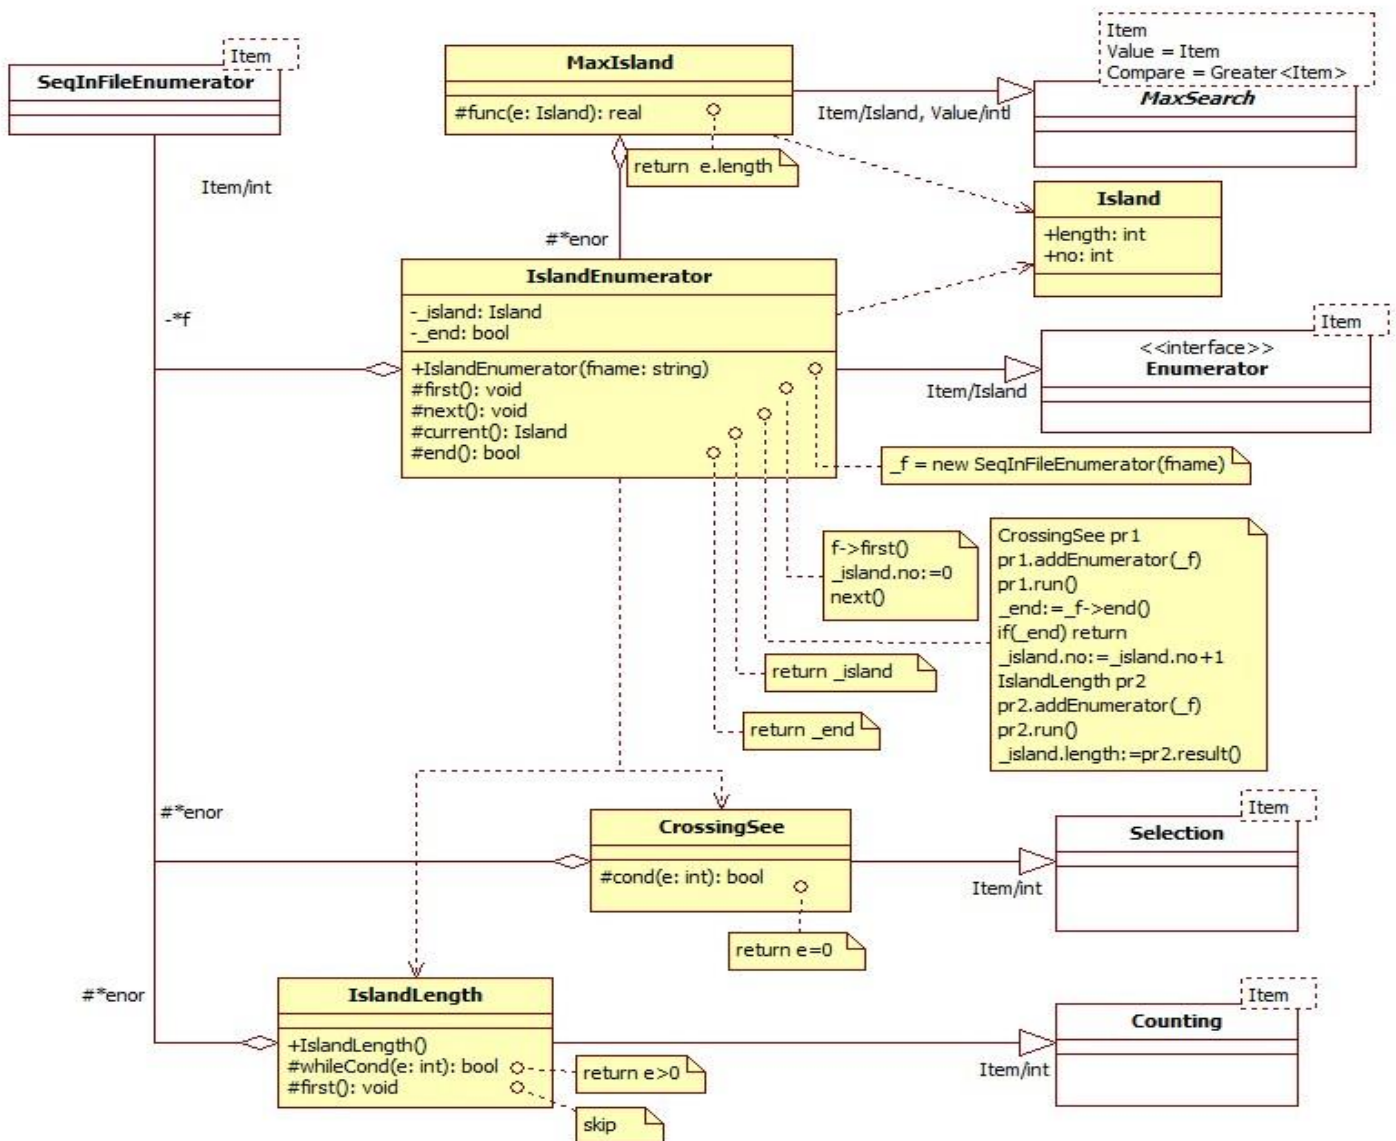 Item
SeqInFileEnumerator
Item/int
-*f
MaxIsland
#func(e: Island): real
return e.length
#*enor
Item/Island, Value/intl
Item
Value = Item
Compare = Greater<Item>
MaxSearch
Island
+length: int
+no: int
IslandEnumerator
-_island: Island
-_end: bool
+IslandEnumerator(fname: string)
#first(): void
#next(): void
#current(): Island
#end(): bool
Item/Island
Item
<<interface>>
Enumerator
_f = new SeqInFileEnumerator(fname)
f->first()
_island.no:=0
next()
CrossingSee pr1
pr1.addEnumerator(_f)
pr1.run()
_end:=_f->end()
if(_end) return
_island.no:=_island.no+1
IslandLength pr2
pr2.addEnumerator(_f)
pr2.run()
_island.length:=pr2.result()
return _island
return _end
#*enor
CrossingSee
#cond(e: int): bool
return e=0
Item/int
Item
Selection
#*enor
IslandLength
+IslandLength()
#whileCond(e: int): bool
#first(): void
return e>0
skip
Item/int
Item
Counting